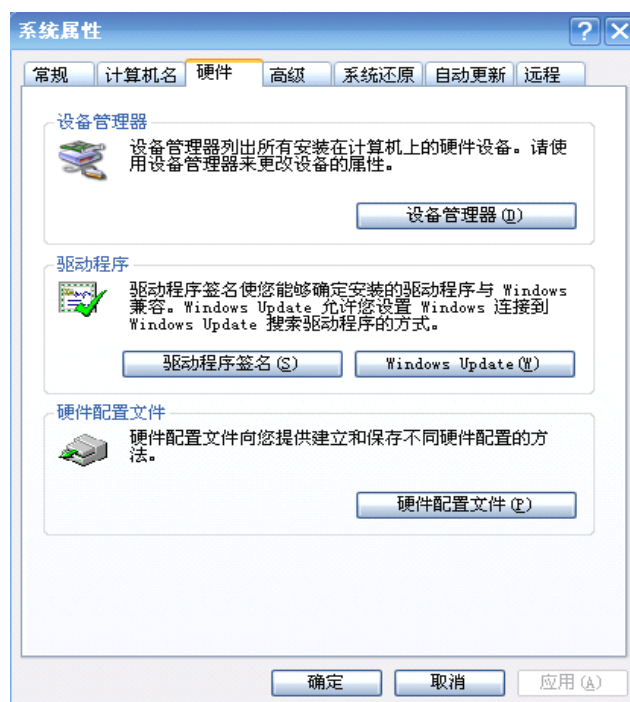 系统属性
常规 计算机名 硬件 高级 系统还原 自动更新 远程
设备管理器
设备管理器列出所有安装在计算机上的硬件设备。请使
用设备管理器来更改设备的属性。
设备管理器(D)
驱动程序
驱动程序签名使您能够确定安装的驱动程序与 Windows
兼容。Windows Update 允许您设置 Windows 连接到
Windows Update 搜索驱动程序的方式。
驱动程序签名(S) Windows Update(W)
硬件配置文件
硬件配置文件向您提供建立和保存不同硬件配置的方
法。
硬件配置文件(P)
确定 取消 应用(A)